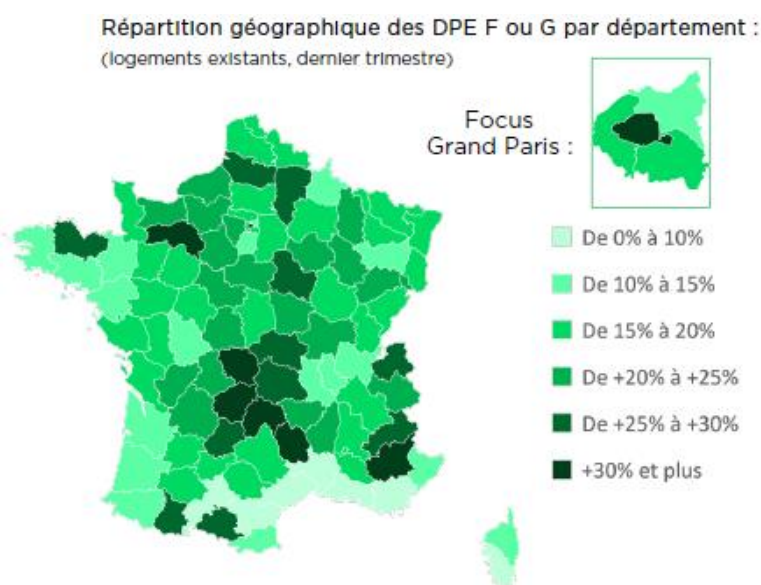 Répartition géographique des DPE F ou G par département :
(logements existants, dernier trimestre)
Focus
Grand Paris :
De 0% à 10%
De 10% à 15%
De 15% à 20%
De +20% à +25%
De +25% à +30%
+30% et plus